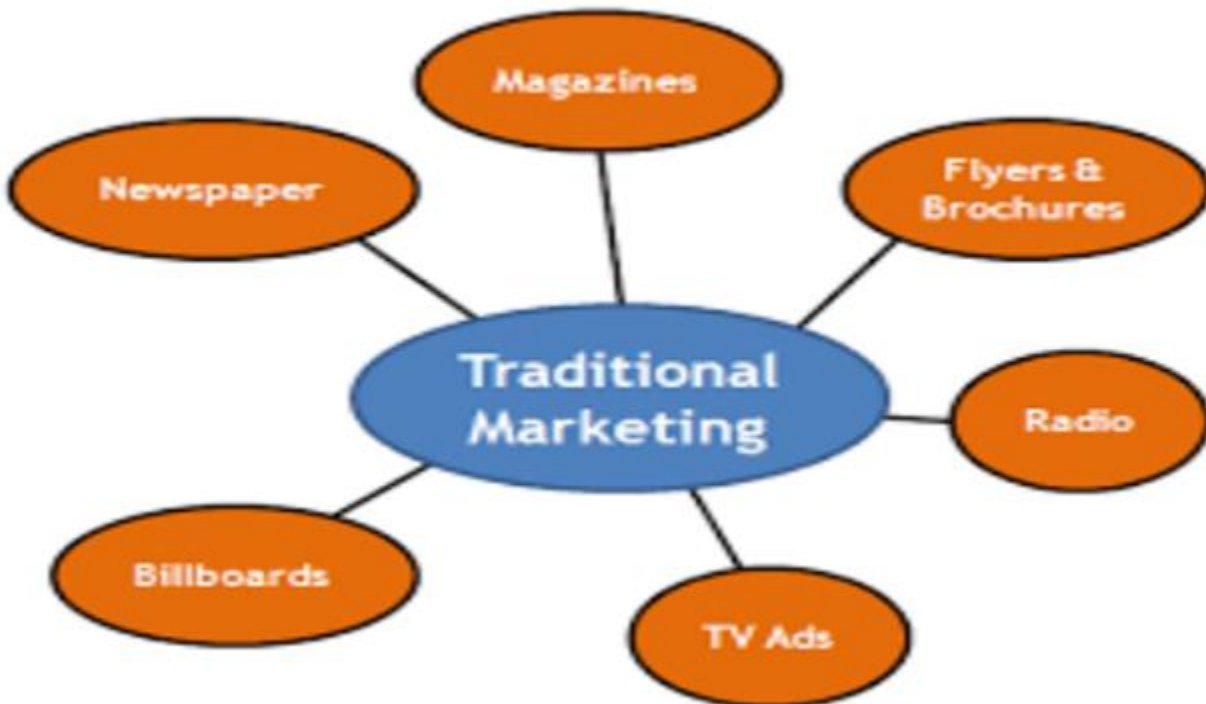 Magazines
Newspaper
Flyers &
Brochures
Traditional
Marketing
Radio
Billboards
TV Ads